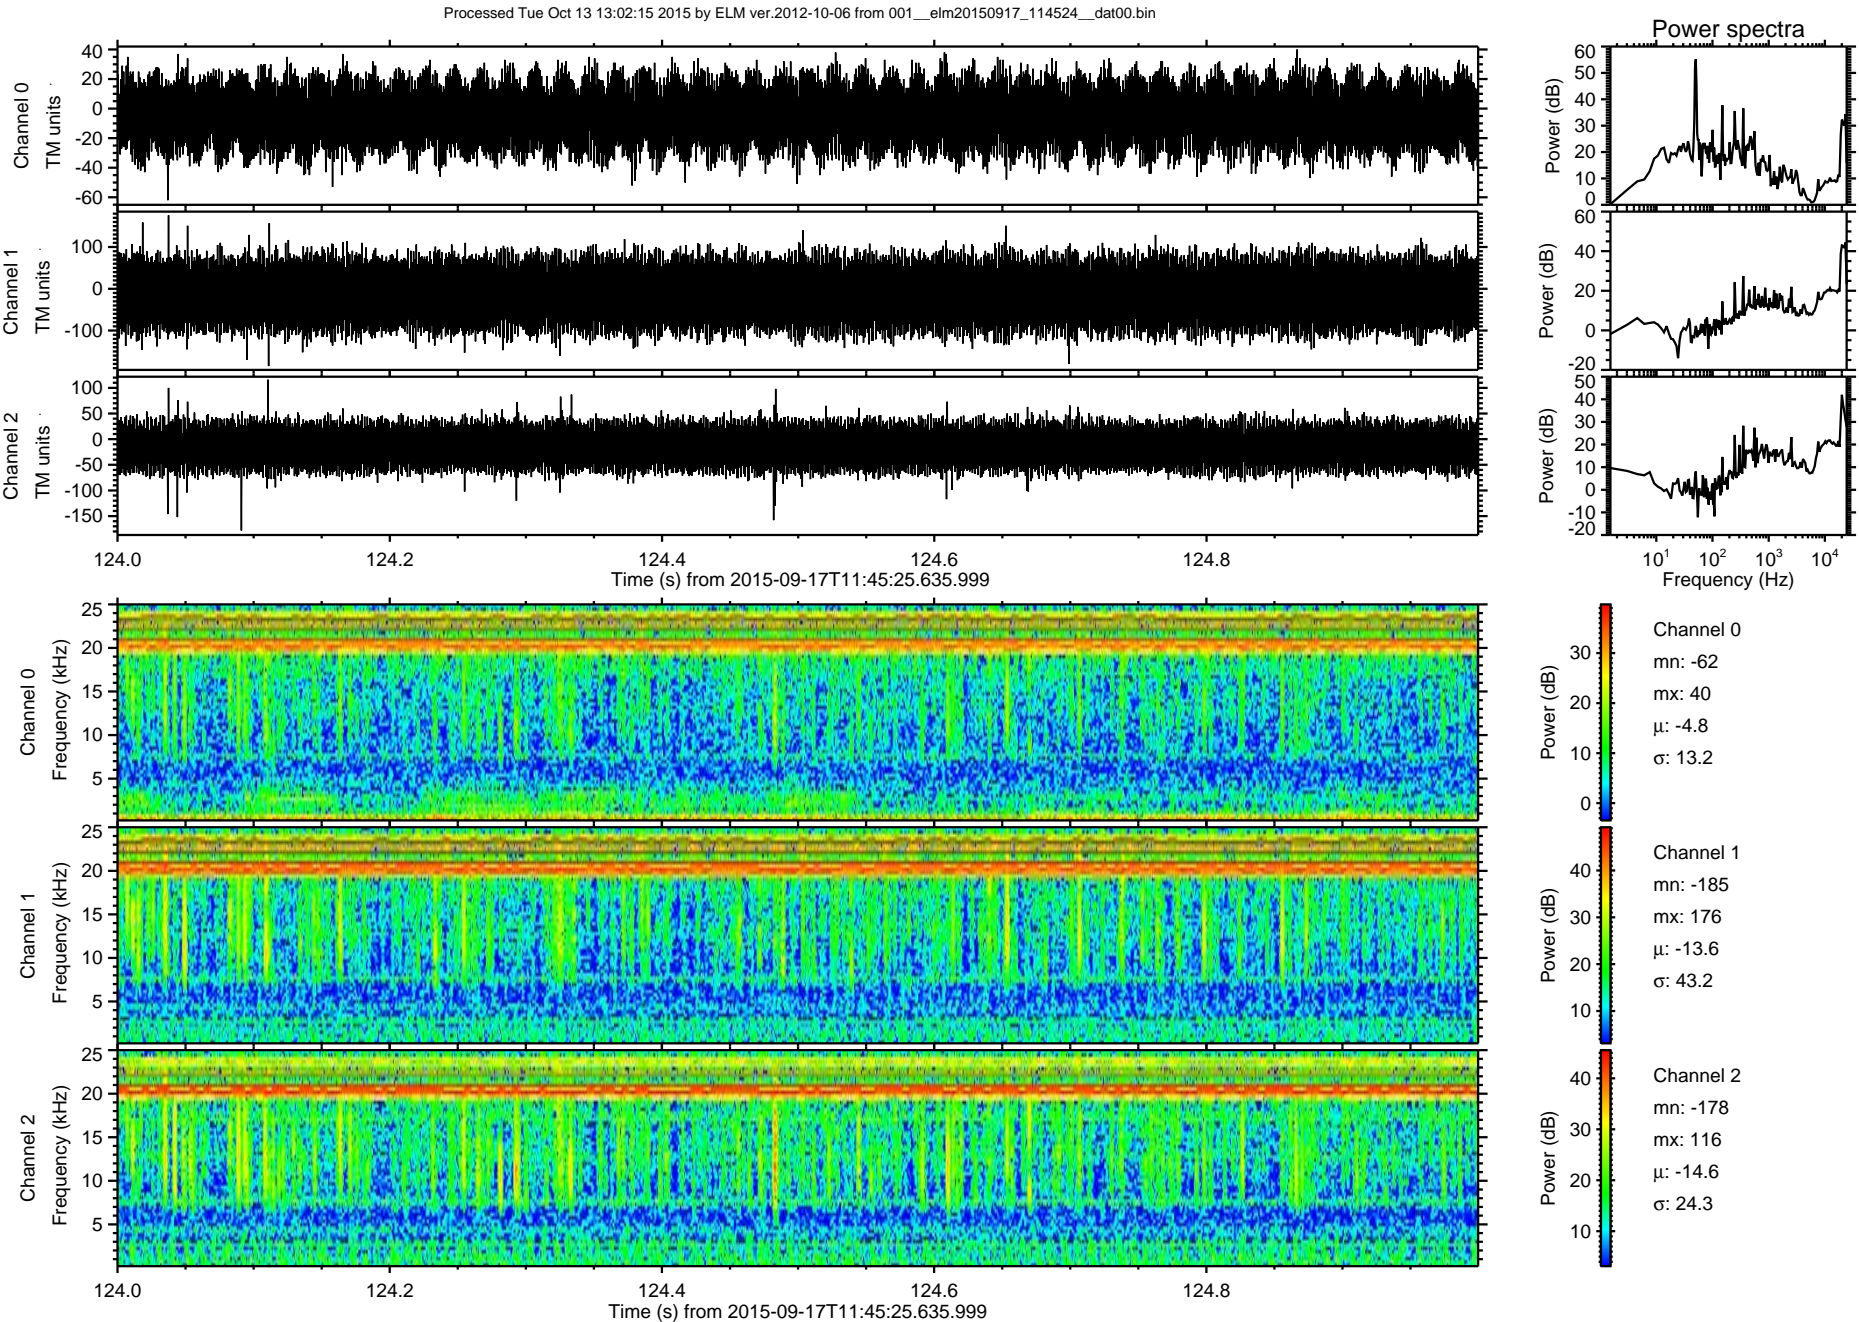 Processed Tue Oct 13 13:02:15 2015 by ELM ver.2012-10-06 from 001__elm20150917_114524__dat00.bin
Power spectra
Channel 0
TM units
40
20
0
-20
-40
-60
Power (dB)
60
50
40
30
20
10
0
Channel 1
TM units
100
0
-100
Power (dB)
60
40
20
0
-20
Channel 2
TM units
100
50
0
-50
-100
-150
Power (dB)
50
40
30
20
10
0
-10
-20
124.0 124.2 124.4 124.6 124.8
Time (s) from 2015-09-17T11:45:25.635.999
10^1 10^2 10^3 10^4
Frequency (Hz)
Channel 0
Frequency (kHz)
25
20
15
10
5
Power (dB)
30
20
10
0
Channel 0
mn: -62
mx: 40
μ: -4.8
σ: 13.2
Channel 1
Frequency (kHz)
25
20
15
10
5
Power (dB)
40
30
20
10
Channel 1
mn: -185
mx: 176
μ: -13.6
σ: 43.2
Channel 2
Frequency (kHz)
25
20
15
10
5
Power (dB)
40
30
20
10
Channel 2
mn: -178
mx: 116
μ: -14.6
σ: 24.3
124.0 124.2 124.4 124.6 124.8
Time (s) from 2015-09-17T11:45:25.635.999